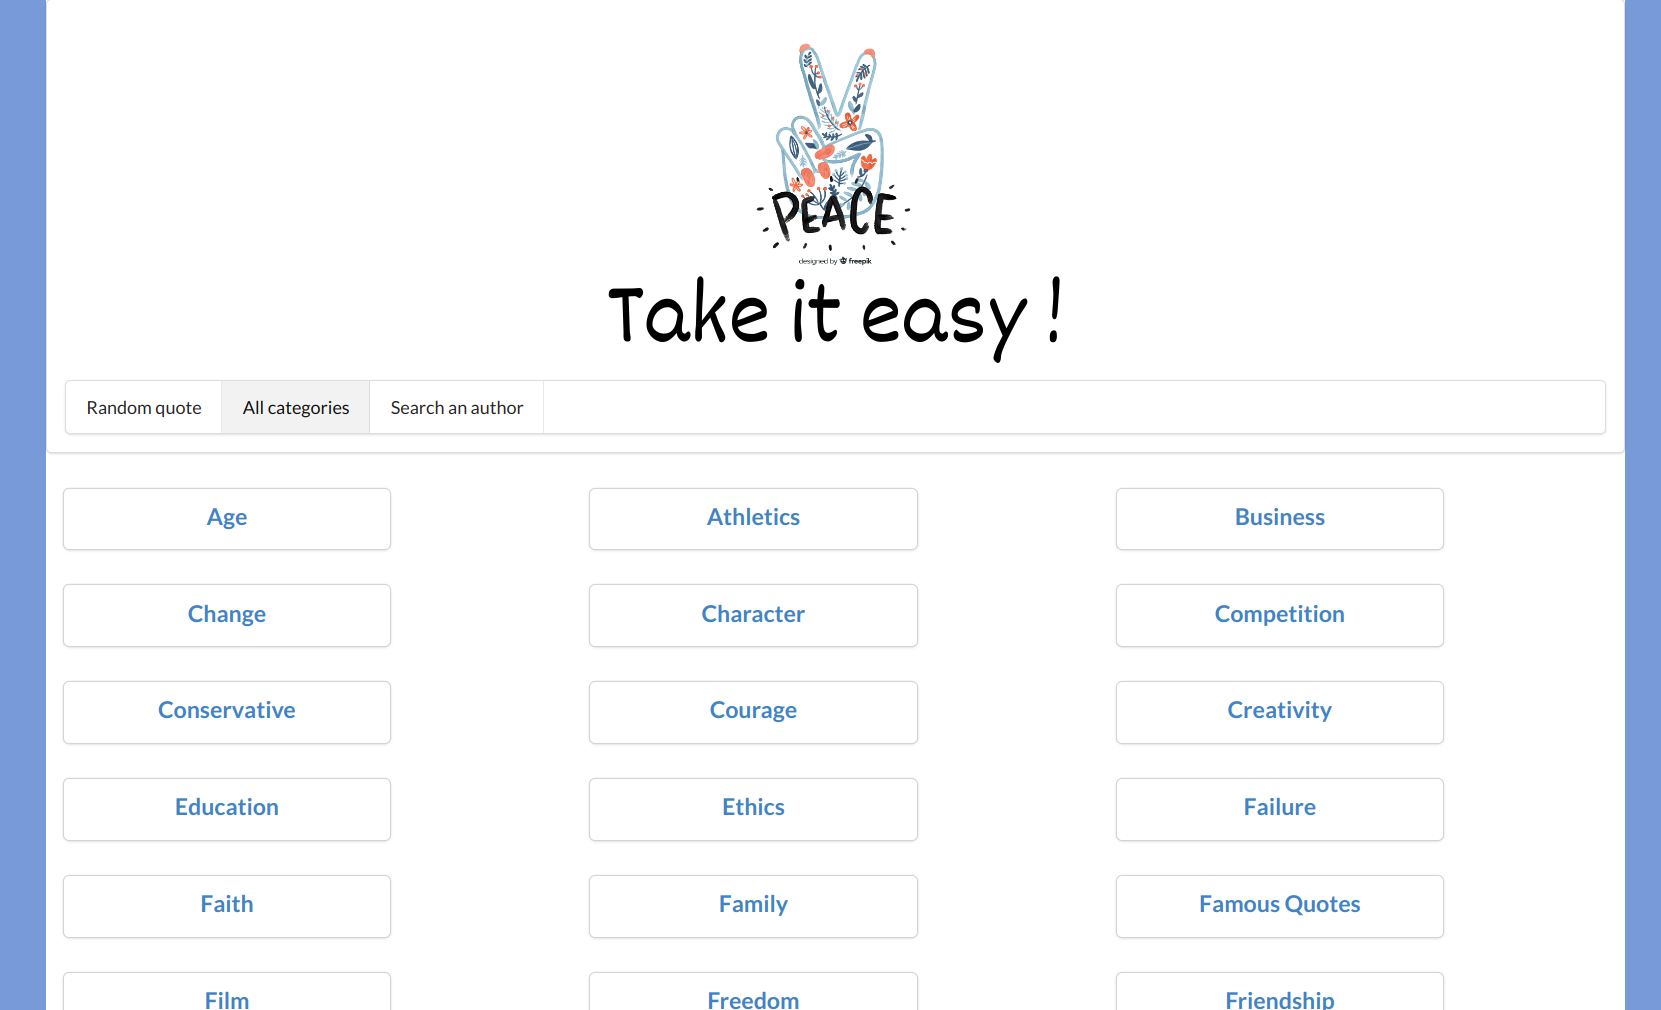 PEACE
designed by freepik
Take it easy !
Random quote All categories Search an author
Age Athletics Business
Change Character Competition
Conservative Courage Creativity
Education Ethics Failure
Faith Family Famous Quotes
Film Freedom Friendship